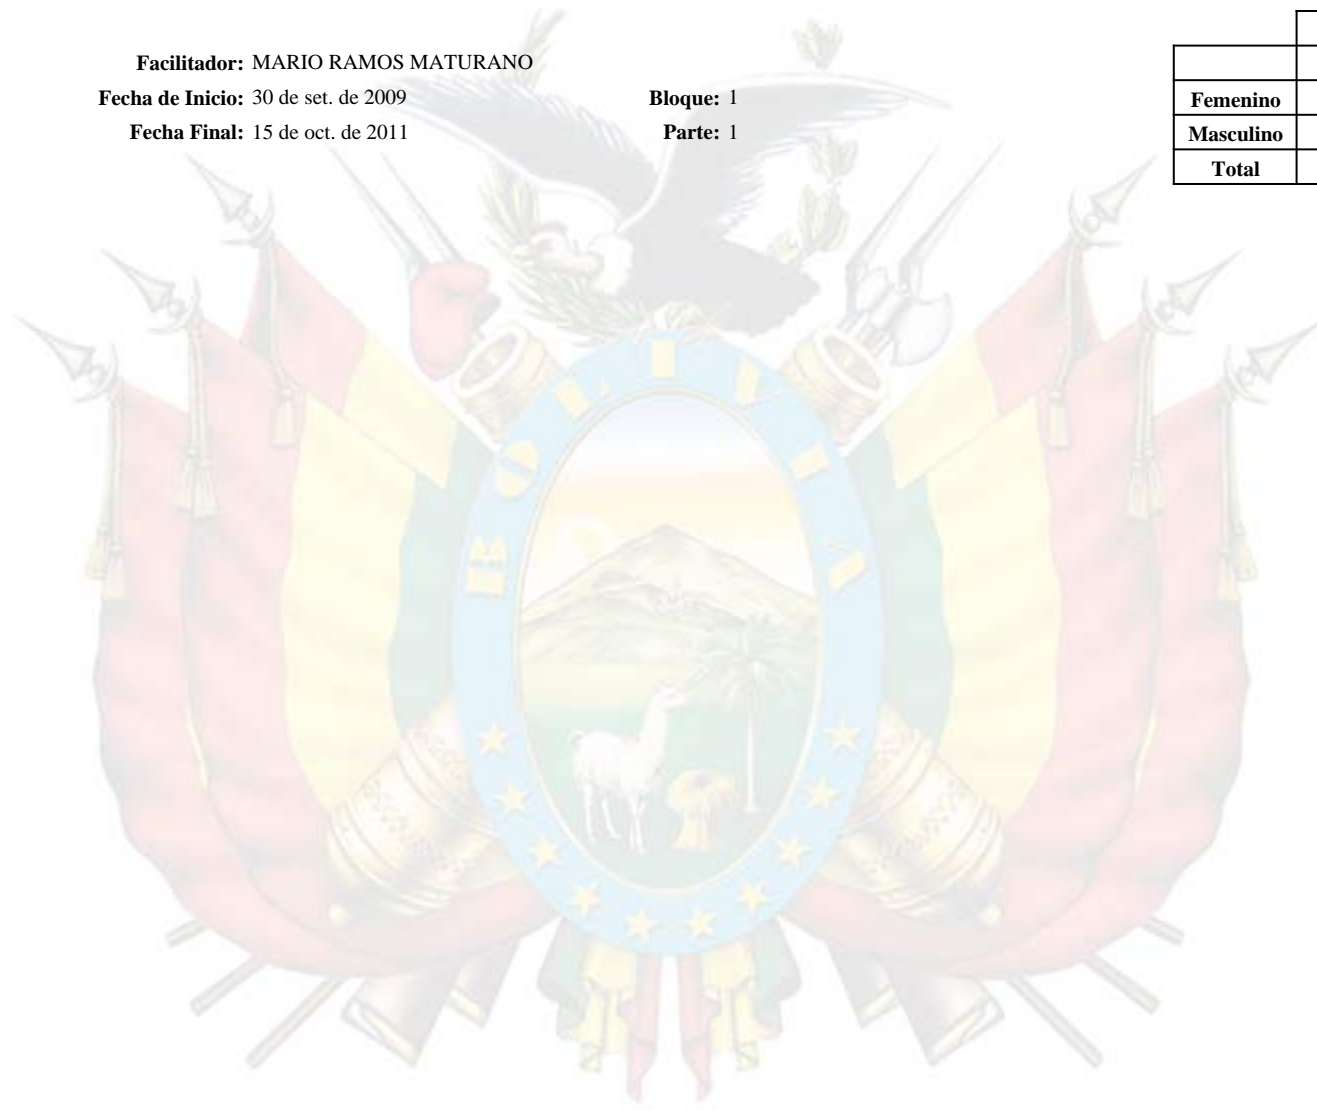 Facilitador: MARIO RAMOS MATURANO
Fecha de Inicio: 30 de set. de 2009 Bloque: 1
Fecha Final: 15 de oct. de 2011 Parte: 1
Femenino
Masculino
Total
BOLIVIA